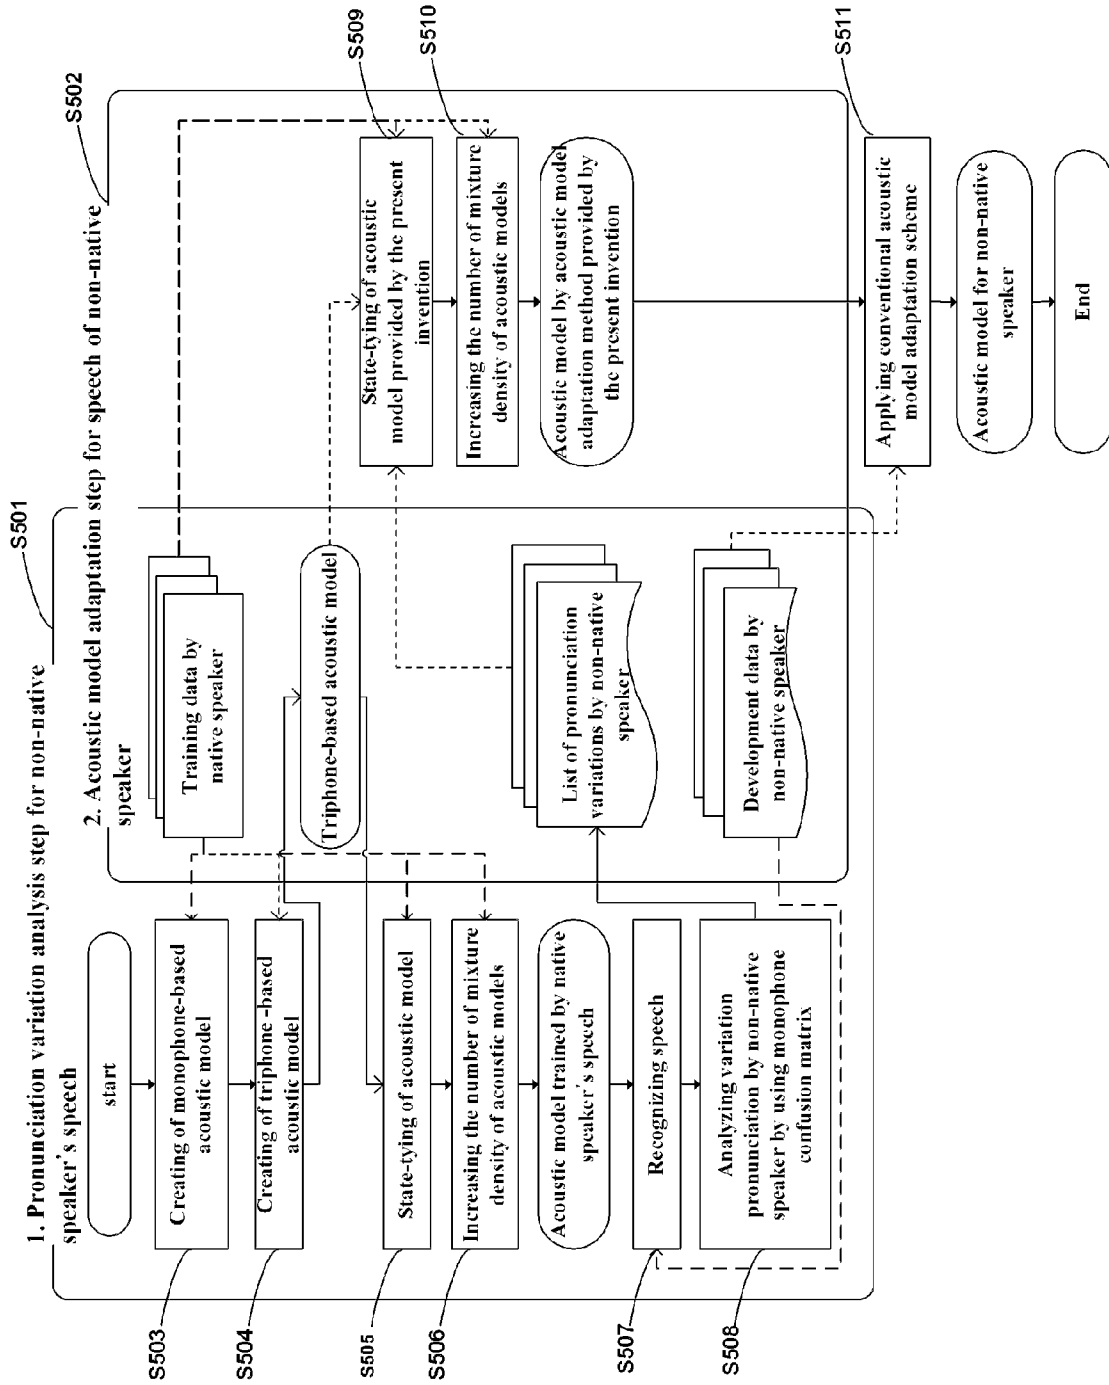 S501
1. Pronunciation variation analysis step for non-native
speaker's speech
S502
2. Acoustic model adaptation step for speech of non-native
speaker
start
S503
Creating of monophone-based
acoustic model
S504
Creating of triphone -based
acoustic model
S505
State-tying of acoustic model
S506
Increasing the number of mixture
density of acoustic models
Acoustic model trained by native
speaker's speech
S507
Recognizing speech
S508
Analyzing variation
pronunciation by non-native
speaker by using monophone
confusion matrix
Training data by
native speaker
Triphone-based acoustic model
List of pronunciation
variations by non-native
speaker
Development data by
non-native speaker
S509
State-tying of acoustic
model provided by the present
invention
S510
Increasing the number of mixture
density of acoustic models
Acoustic model by acoustic model
adaptation method provided by
the present invention
S511
Applying conventional acoustic
model adaptation scheme
Acoustic model for non-native
speaker
End